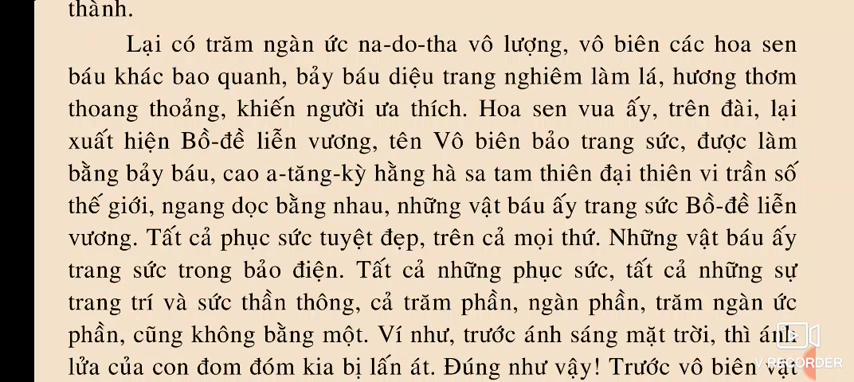 thành.
Lại có trăm ngàn ức na-do-tha vô lượng, vô biên các hoa sen
báu khác bao quanh, bảy báu diệu trang nghiêm làm lá, hương thơm
thoang thoảng, khiến người ưa thích. Hoa sen vua ấy, trên đài, lại
xuất hiện Bồ-đề liễn vương, tên Vô biên bảo trang sức, được làm
bằng bảy báu, cao a-tăng-kỳ hằng hà sa tam thiên đại thiên vi trần số
thế giới, ngang dọc bằng nhau, những vật báu ấy trang sức Bồ-đề liễn
vương. Tất cả phục sức tuyệt đẹp, trên cả mọi thứ. Những vật báu ấy
trang sức trong bảo điện. Tất cả những phục sức, tất cả những sự
trang trí và sức thần thông, cả trăm phần, ngàn phần, trăm ngàn ức
phần, cũng không bằng một. Ví như, trước ánh sáng mặt trời, thì ánh
lửa của con đom đóm kia bị lấn át. Đúng như vậy! Trước vô biên vật
V-RECORDER